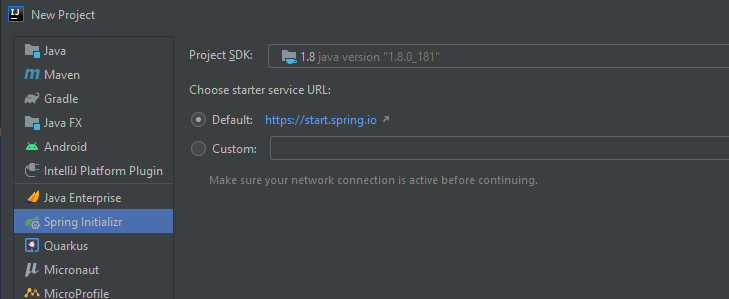 New Project
Java
Maven
Gradle
Java FX
Android
IntelliJ Platform Plugin
Java Enterprise
Spring Initializr
Quarkus
Micronaut
MicroProfile
Project SDK: 1.8 java version "1.8.0_181"
Choose starter service URL:
Default: https://start.spring.io
Custom:
Make sure your network connection is active before continuing.